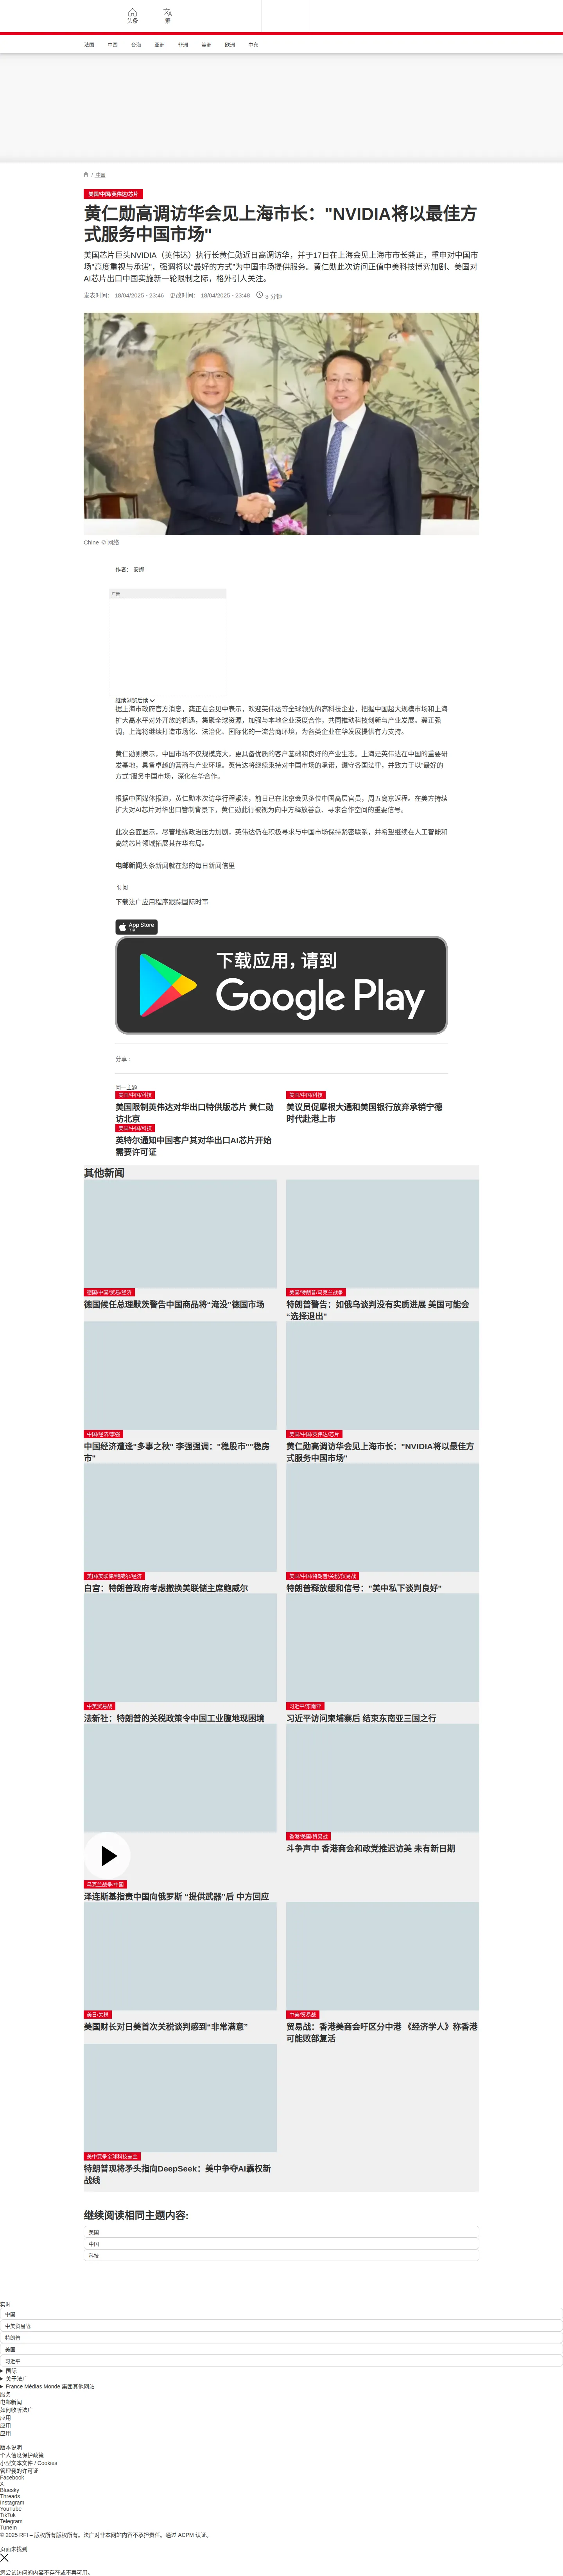 头条
繁
法国
中国
台海
亚洲
非洲
美洲
欧洲
中东
/ 中国
美国/中国/英伟达/芯片
黄仁勋高调访华会见上海市长："NVIDIA将以最佳方
式服务中国市场"
美国芯片巨头NVIDIA（英伟达）执行长黄仁勋近日高调访华，并于17日在上海会见上海市市长龚正，重申对中国市
场"高度重视与承诺"，强调将以"最好的方式"为中国市场提供服务。黄仁勋此次访问正值中美科技博弈加剧、美国对
AI芯片出口中国实施新一轮限制之际，格外引人关注。
发表时间： 18/04/2025 - 23:46 更改时间： 18/04/2025 - 23:48 3 分钟
Chine © 网络
作者： 安娜
广告
继续浏览后续
据上海市政府官方消息，龚正在会见中表示，欢迎英伟达等全球领先的高科技企业，把握中国超大规模市场和上海
扩大高水平对外开放的机遇，集聚全球资源，加强与本地企业深度合作，共同推动科技创新与产业发展。龚正强
调，上海将继续打造市场化、法治化、国际化的一流营商环境，为各类企业在华发展提供有力支持。
黄仁勋则表示，中国市场不仅规模庞大，更具备优质的客户基础和良好的产业生态。上海是英伟达在中国的重要研
发基地，具备卓越的营商与产业环境。英伟达将继续秉持对中国市场的承诺，遵守各国法律，并致力于以"最好的
方式"服务中国市场，深化在华合作。
根据中国媒体报道，黄仁勋本次访华行程紧凑，前日已在北京会见多位中国高层官员，周五离京返程。在美方持续
扩大对AI芯片对华出口管制背景下，黄仁勋此行被视为向中方释放善意、寻求合作空间的重要信号。
此次会面显示，尽管地缘政治压力加剧，英伟达仍在积极寻求与中国市场保持紧密联系，并希望继续在人工智能和
高端芯片领域拓展其在华布局。
电邮新闻头条新闻就在您的每日新闻信里
订阅
下载法广应用程序跟踪国际时事
App Store
下载
下载应用，请到
Google Play
分享 :
同一主题
美国/中国/科技
美国限制英伟达对华出口特供版芯片 黄仁勋
访北京
美国/中国/科技
美议员促摩根大通和美国银行放弃承销宁德
时代赴港上市
美国/中国/科技
英特尔通知中国客户其对华出口AI芯片开始
需要许可证
其他新闻
德国/中国/贸易/经济
德国候任总理默茨警告中国商品将"淹没"德国市场
美国/特朗普/乌克兰战争
特朗普警告：如俄乌谈判没有实质进展 美国可能会
"选择退出"
中国/经济/李强
中国经济遭逢"多事之秋" 李强强调："稳股市""稳房
市"
美国/中国/英伟达/芯片
黄仁勋高调访华会见上海市长："NVIDIA将以最佳方
式服务中国市场"
美国/美联储/鲍威尔/经济
白宫：特朗普政府考虑撤换美联储主席鲍威尔
美国/中国/特朗普/关税/贸易战
特朗普释放缓和信号："美中私下谈判良好"
中美贸易战
法新社：特朗普的关税政策令中国工业腹地现困境
习近平/东南亚
习近平访问柬埔寨后 结束东南亚三国之行
乌克兰战争/中国
泽连斯基指责中国向俄罗斯 "提供武器"后 中方回应
香港/美国/贸易战
斗争声中 香港商会和政党推迟访美 未有新日期
美日/关税
美国财长对日美首次关税谈判感到"非常满意"
中美/贸易战
贸易战：香港美商会吁区分中港 《经济学人》称香港
可能败部复活
美中竞争全球科技霸主
特朗普现将矛头指向DeepSeek：美中争夺AI霸权新
战线
继续阅读相同主题内容:
美国
中国
科技
实时
中国
中美贸易战
特朗普
美国
习近平
国际
关于法广
France Médias Monde 集团其他网站
服务
电邮新闻
如何收听法广
应用
应用
应用
版本说明
个人信息保护政策
小型文本文件 / Cookies
管理我的许可证
Facebook
X
Bluesky
Threads
Instagram
YouTube
TikTok
Telegram
TuneIn
© 2025 RFI – 版权所有版权所有。法广对非本网站内容不承担责任。通过 ACPM 认证。
页面未找到
您尝试访问的内容不存在或不再可用。